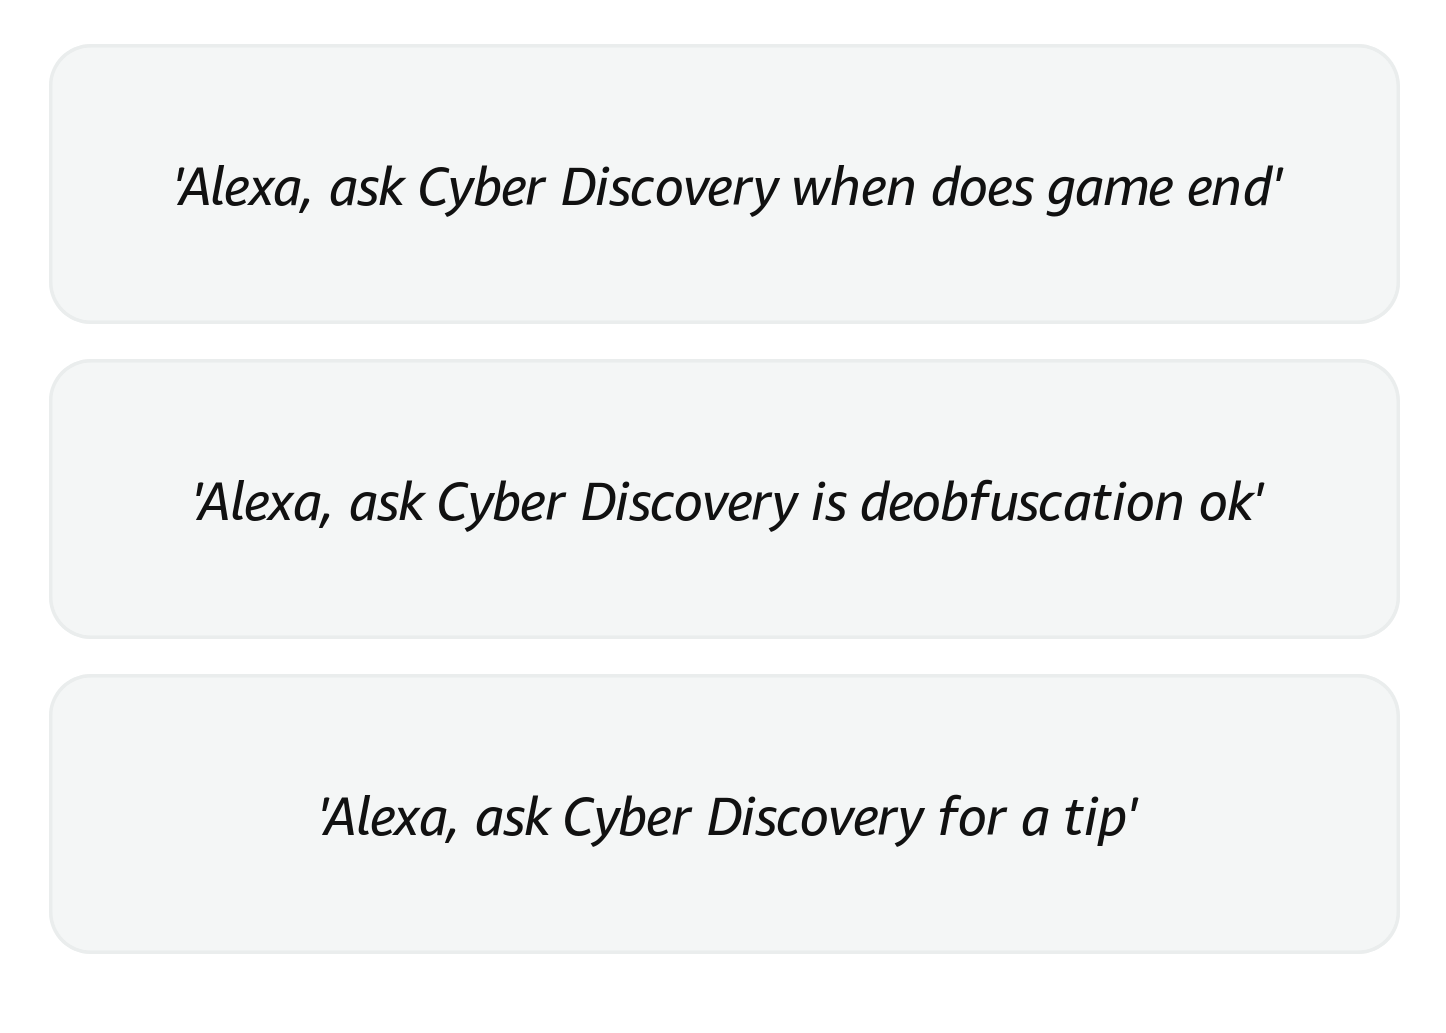 'Alexa, ask Cyber Discovery when does game end'
'Alexa, ask Cyber Discovery is deobfuscation ok'
'Alexa, ask Cyber Discovery for a tip'